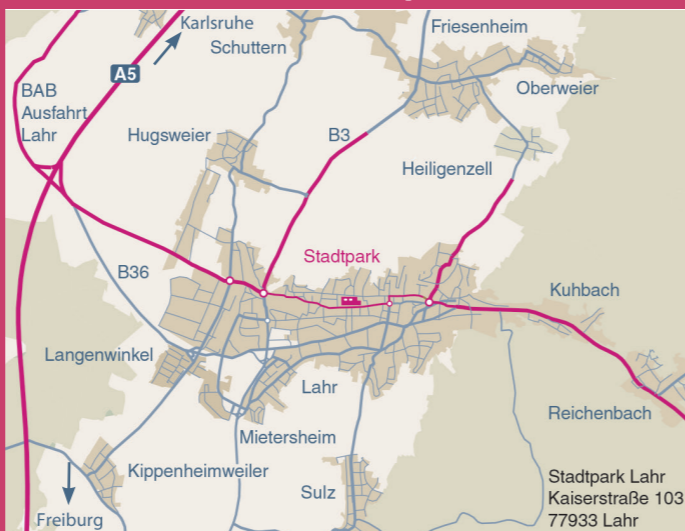 Karlsruhe
Schuttern
Friesenheim
A5
BAB
Ausfahrt
Lahr
Oberweier
Hugsweier
B3
Heiligenzell
Stadtpark
B36
Kuhbach
Langenwinkel
Lahr
Reichenbach
Mietersheim
Kippenheimweiler
Sulz
Freiburg
Stadtpark Lahr
Kaiserstraße 103
77933 Lahr